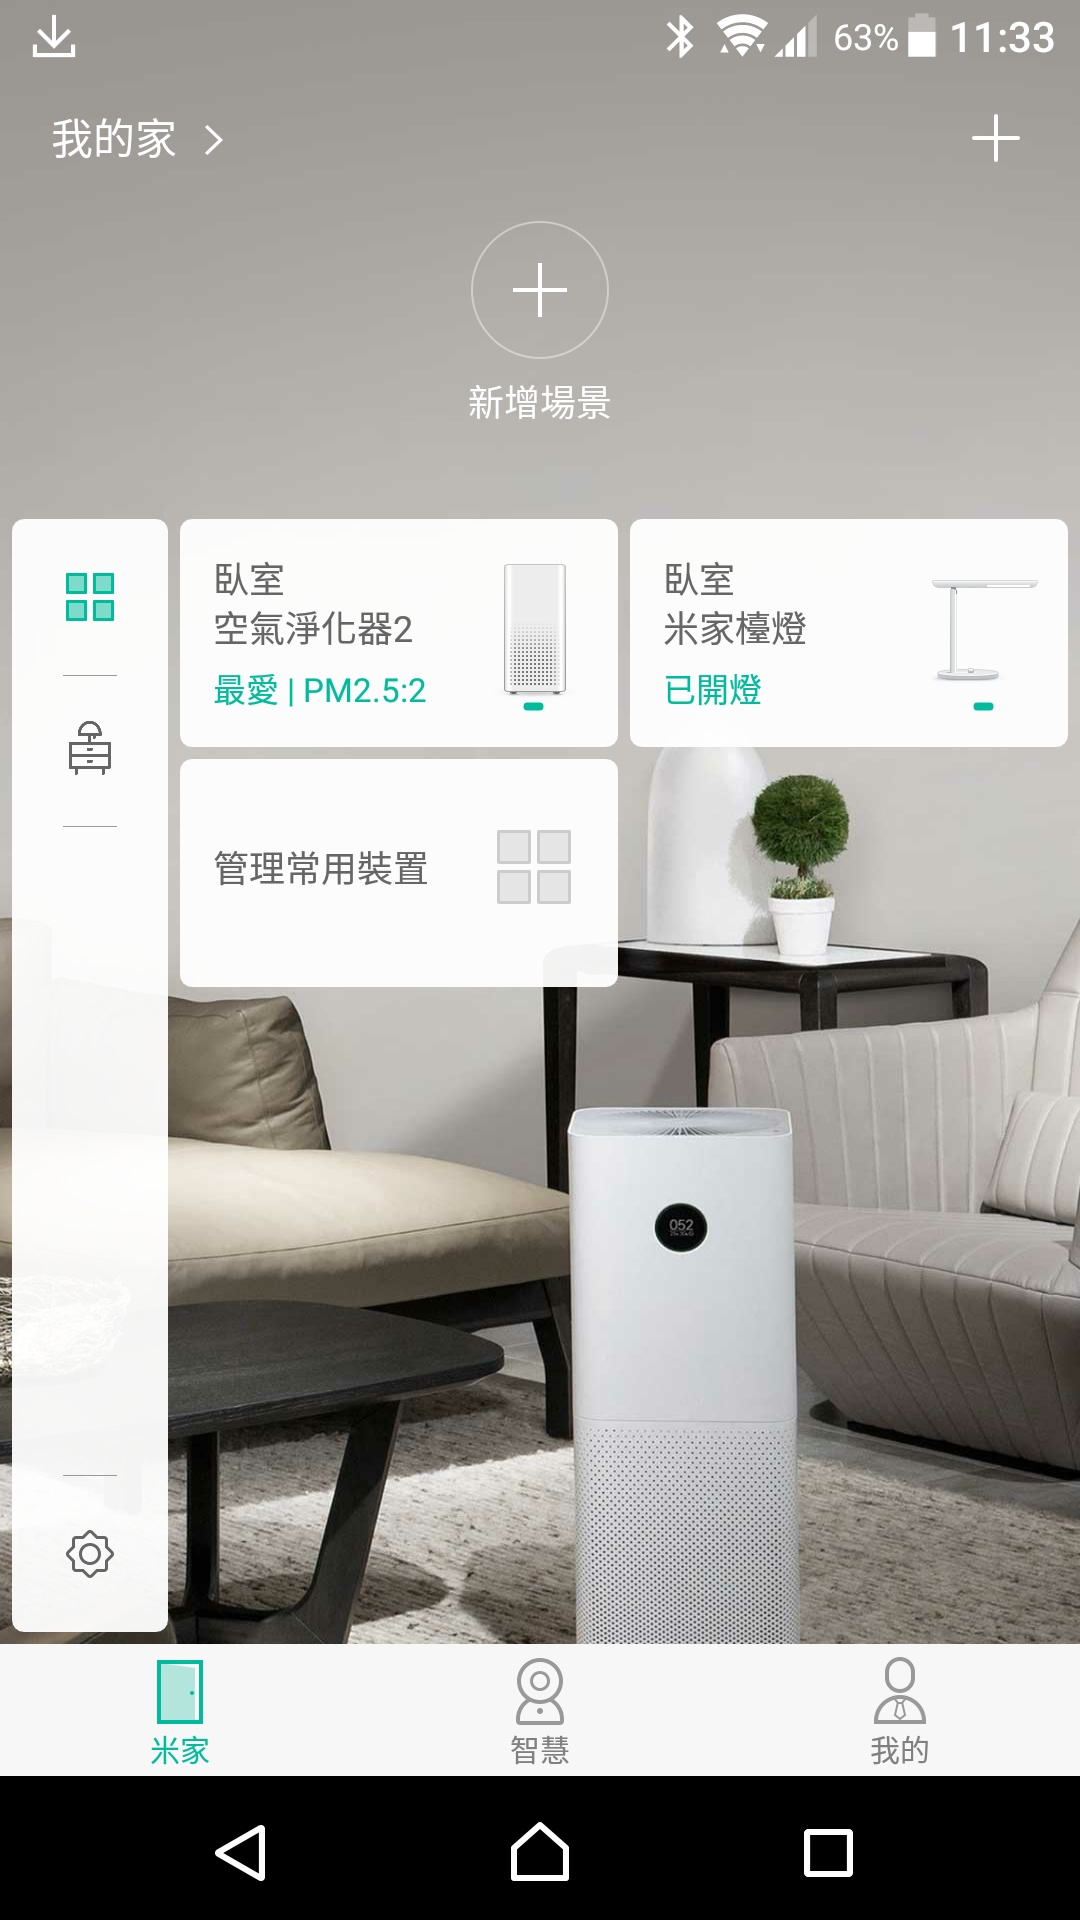 63% 11:33
我的家
新增場景
臥室
空氣淨化器2
最愛 | PM2.5:2
臥室
米家檯燈
已開燈
管理常用裝置
052
米家
智慧
我的